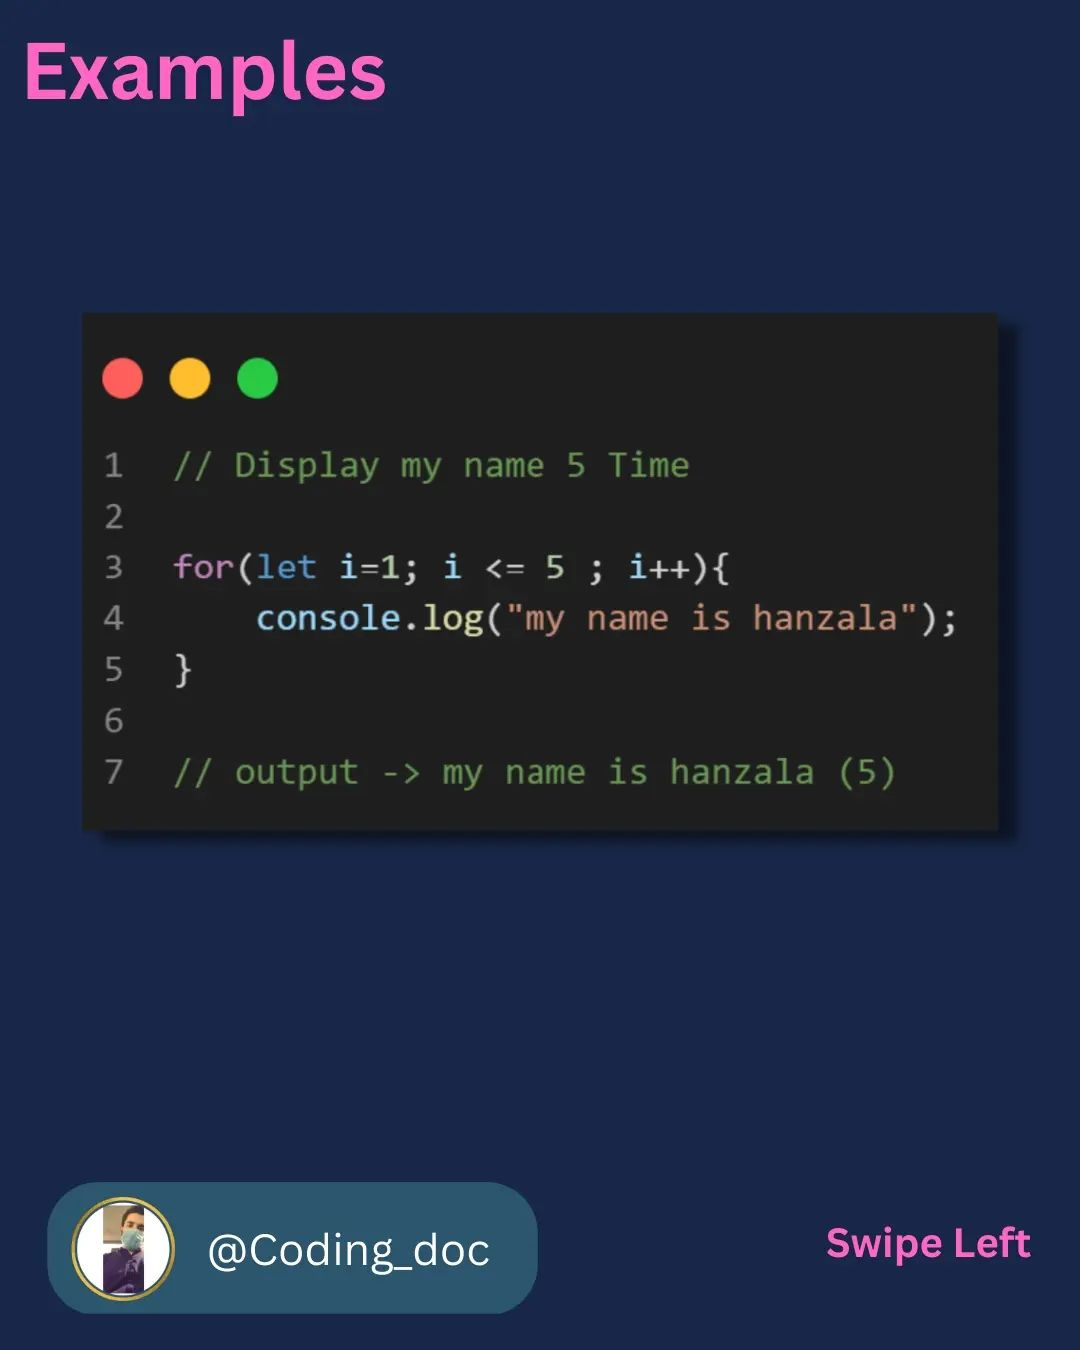 Examples
1 // Display my name 5 Time
2
3 for(let i=1; i <= 5 ; i++){
4     console.log("my name is hanzala");
5 }
6
7 // output -> my name is hanzala (5)
@Coding_doc
Swipe Left